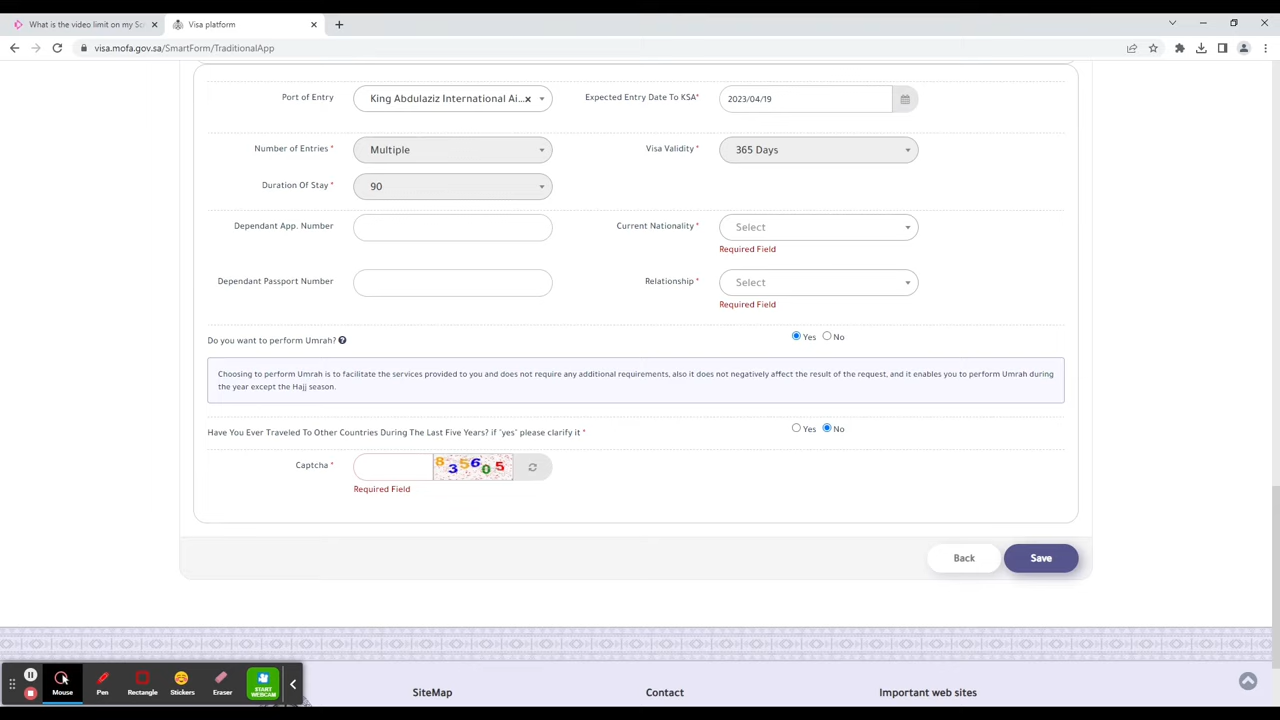 What is the video limit on my So
Visa platform
visa.mofa.gov.sa/SmartForm/TraditionalApp
Port of Entry
King Abdulaziz International Ai...
Expected Entry Date To KSA*
2023/04/19
Number of Entries *
Multiple
Visa Validity *
365 Days
Duration Of Stay *
90
Dependant App. Number
Current Nationality *
Select
Required Field
Dependant Passport Number
Relationship *
Select
Required Field
Do you want to perform Umrah?
Yes
No
Choosing to perform Umrah is to facilitate the services provided to you and does not require any additional requirements, also it does not negatively affect the result of the request, and it enables you to perform Umrah during
the year except the Hajj season.
Have You Ever Traveled To Other Countries During The Last Five Years? if "yes" please clarify it *
Yes
No
Captcha *
835605
Required Field
Back
Save
Mouse
Pen
Rectangle
Stickers
Eraser
START
WEBCAM
SiteMap
Contact
Important web sites